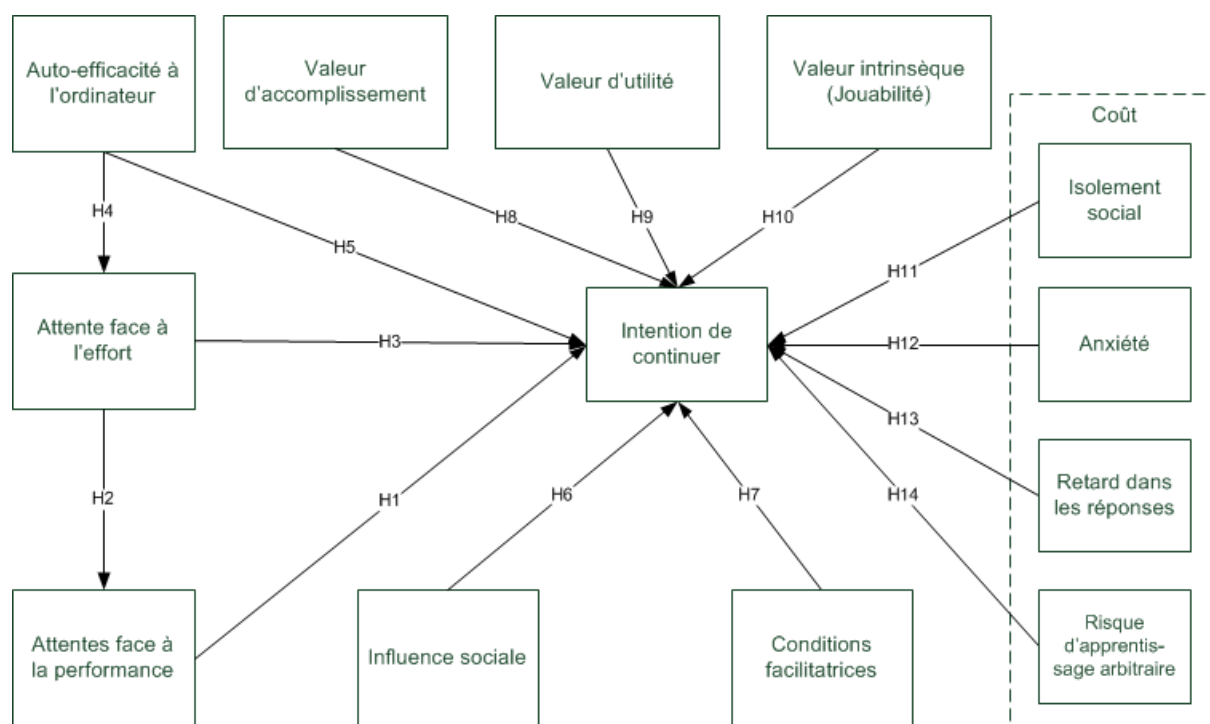 Auto-efficacité à
l'ordinateur
Valeur
d'accomplissement
Valeur d'utilité
Valeur intrinsèque
(Jouabilité)
Coût
Isolement
social
H4
H5
H8
H9
H10
H11
Attente face à
l'effort
H3
Intention de
continuer
H12
Anxiété
H13
H2
H1
H6
H7
H14
Retard dans
les réponses
Attentes face à
la performance
Influence sociale
Conditions
facilitatrices
Risque
d'apprentis-
sage arbitraire